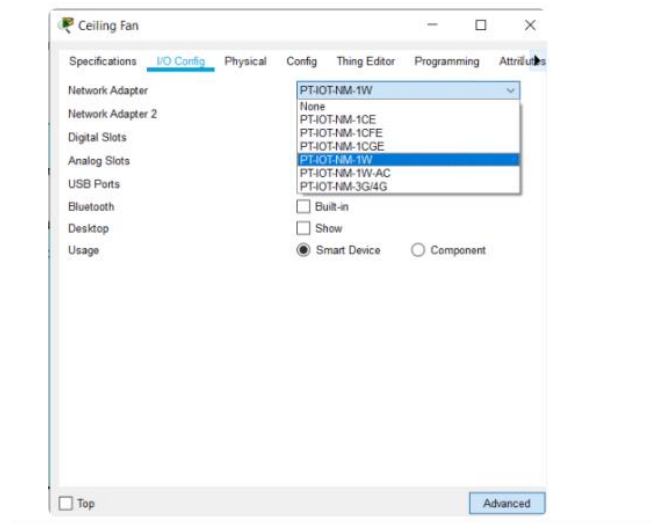 Ceiling Fan
Specifications I/O Config Physical Config Thing Editor Programming Attributes
Network Adapter PT-IOT-NM-1W
None
Network Adapter 2 PT-IOT-NM-1CE
PT-IOT-NM-1CFE
Digital Slots
PT-IOT-NM-1CGE
Analog Slots PT-IOT-NM-1W
PT-IOT-NM-1W-AC
USB Ports PT-IOT-NM-3G/4G
Bluetooth Built-in
Desktop Show
Usage Smart Device Component
Top Advanced